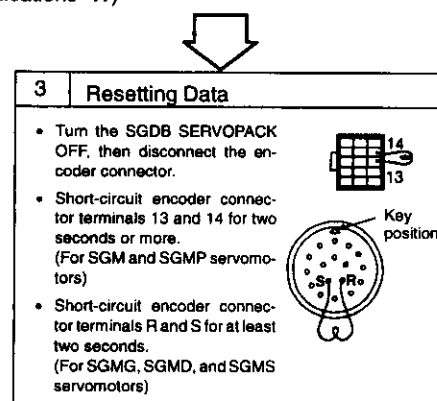 3 Resetting Data
• Turn the SGDB SERVOPACK
OFF, then disconnect the en-
coder connector.
• Short-circuit encoder connec-
tor terminals 13 and 14 for two
seconds or more.
(For SGM and SGMP servomo-
tors)
• Short-circuit encoder connec-
tor terminals R and S for at least
two seconds.
(For SGMG, SGMD, and SGMS
servomotors)
14
13
Key
position
S R